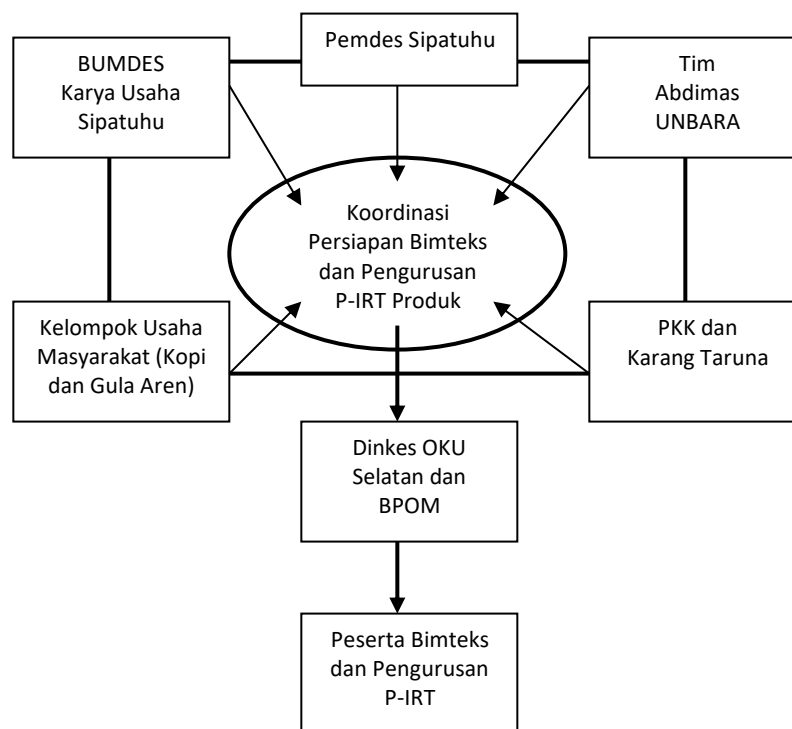 Pemdes Sipatuhu
BUMDES
Karya Usaha
Sipatuhu
Tim
Abdimas
UNBARA
Koordinasi
Persiapan Bimteks
dan Pengurusan
P-IRT Produk
Kelompok Usaha
Masyarakat (Kopi
dan Gula Aren)
PKK dan
Karang Taruna
Dinkes OKU
Selatan dan
BPOM
Peserta Bimteks
dan Pengurusan
P-IRT